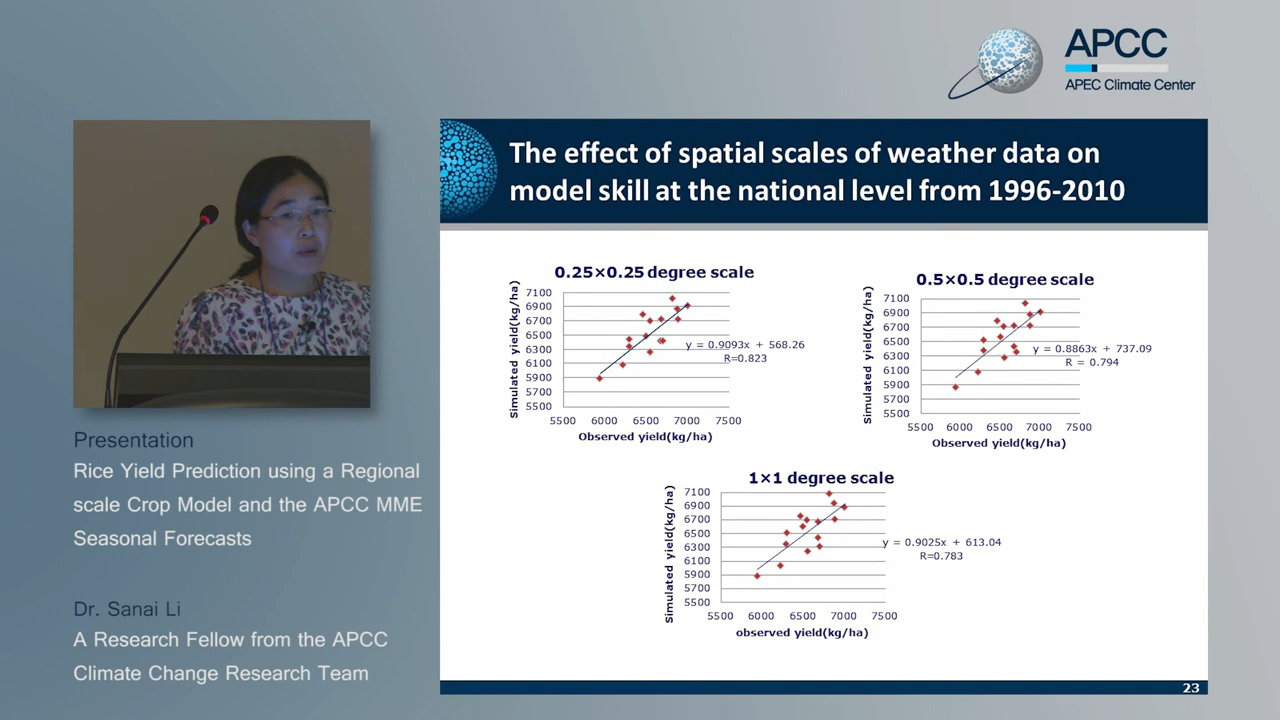 APCC
APEC Climate Center
The effect of spatial scales of weather data on
model skill at the national level from 1996-2010
0.25×0.25 degree scale
Simulated yield(kg/ha)
7100
6900
6700
6500
6300
6100
5900
5700
5500
5500 6000 6500 7000 7500
Observed yield(kg/ha)
y = 0.9093x + 568.26
R=0.823
0.5×0.5 degree scale
Simulated yield(kg/ha)
7100
6900
6700
6500
6300
6100
5900
5700
5500
5500 6000 6500 7000 7500
Observed yield(kg/ha)
y = 0.8863x + 737.09
R = 0.794
1×1 degree scale
Simulated yield(kg/ha)
7100
6900
6700
6500
6300
6100
5900
5700
5500
5500 6000 6500 7000 7500
observed yield(kg/ha)
y = 0.9025x + 613.04
R=0.783
23
Presentation
Rice Yield Prediction using a Regional
scale Crop Model and the APCC MME
Seasonal Forecasts
Dr. Sanai Li
A Research Fellow from the APCC
Climate Change Research Team